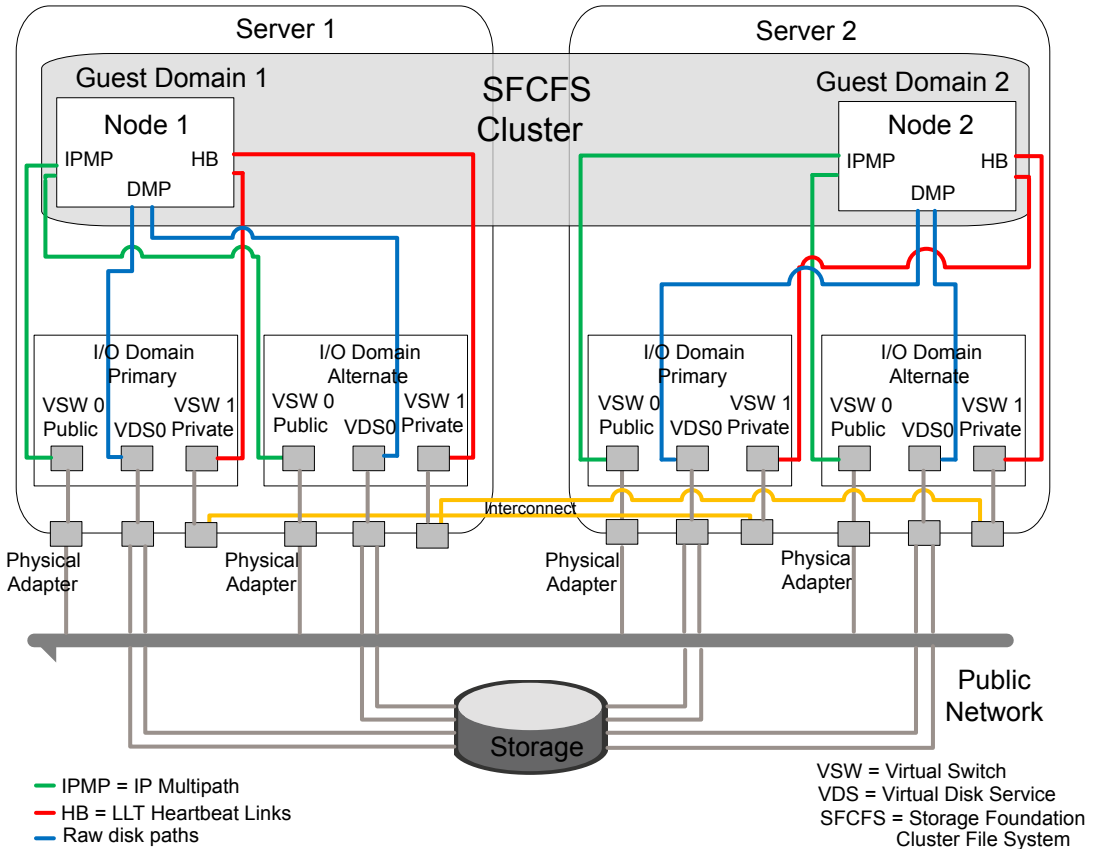 Server 1
Server 2
Guest Domain 1
SFCFS
Cluster
Guest Domain 2
Node 1
IPMP
HB
DMP
Node 2
IPMP
HB
DMP
I/O Domain
Primary
VSW 0
Public
VDS0
VSW 1
Private
I/O Domain
Alternate
VSW 0
Public
VDS0
VSW 1
Private
I/O Domain
Primary
VSW 0
Public
VDS0
VSW 1
Private
I/O Domain
Alternate
VSW 0
Public
VDS0
VSW 1
Private
Interconnect
Physical
Adapter
Physical
Adapter
Physical
Adapter
Physica
Adapter
Public
Network
Storage
IPMP = IP Multipath
HB = LLT Heartbeat Links
Raw disk paths
VSW = Virtual Switch
VDS = Virtual Disk Service
SFCFS = Storage Foundation
Cluster File System